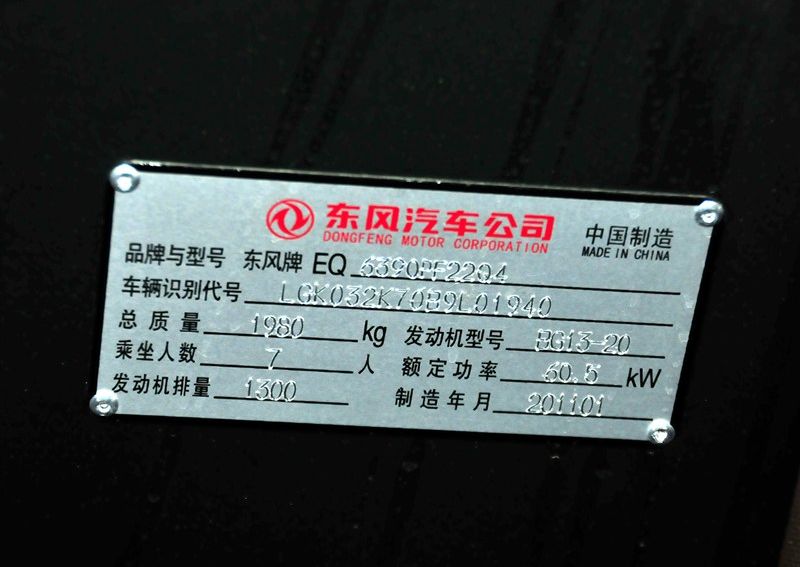 东风汽车公司
DONGFENG MOTOR CORPORATION
中国制造
MADE IN CHINA
品牌与型号 东风牌 EQ 6390PF22Q4
车辆识别代号 LGK032K70B9L01940
总质量 1980 kg 发动机型号 BG13-20
乘坐人数 7 人 额定功率 60.5 kW
发动机排量 1300 制造年月 201101